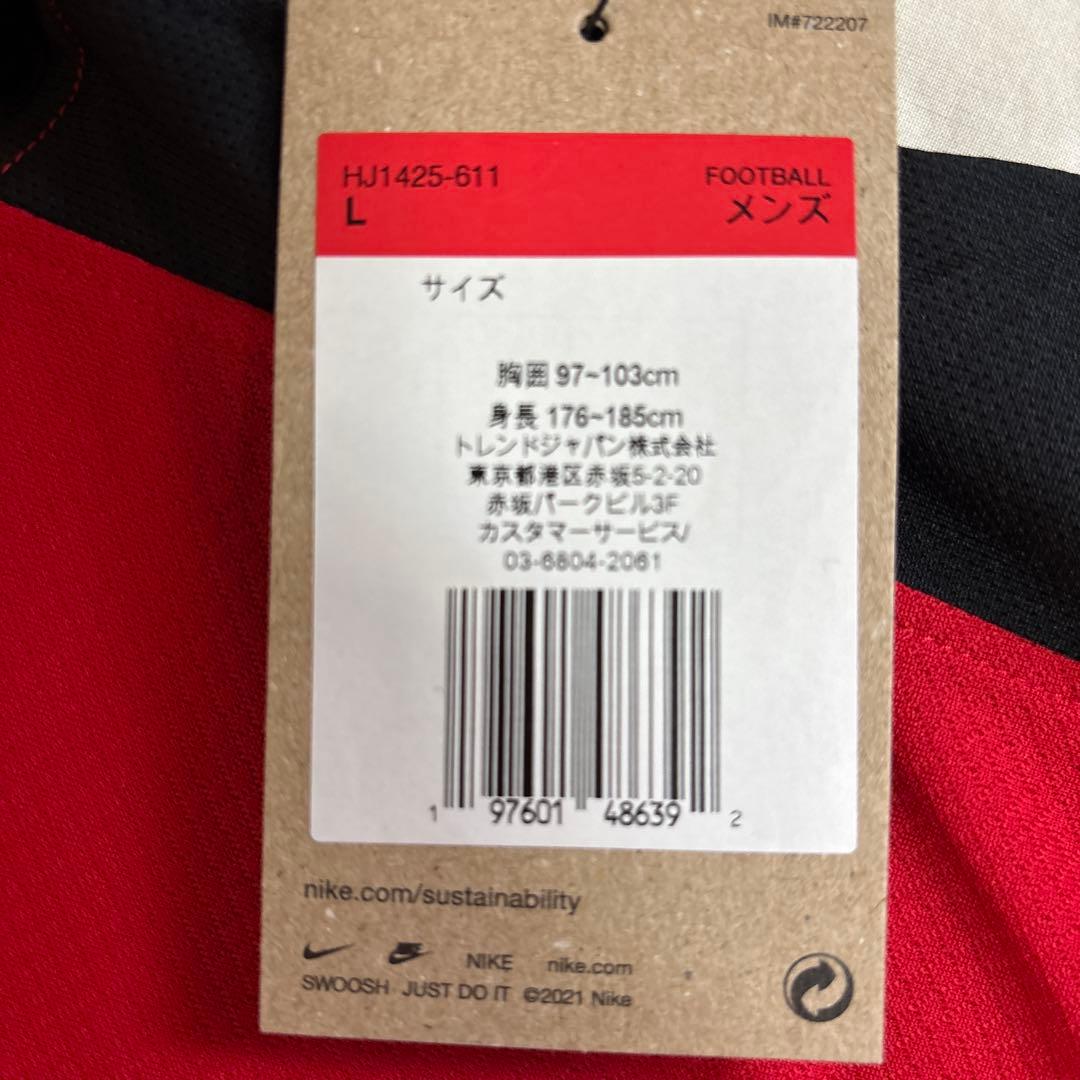 IM#722207
HJ1425-611
FOOTBALL
L
メンズ
サイズ
胸囲 97~103cm
身長 176~185cm
トレンドジャパン株式会社
東京都港区赤坂5-2-20
赤坂パークビル3F
カスタマーサービス/
03-6804-2061
1 97601 48639 2
nike.com/sustainability
NIKE nike.com
SWOOSH JUST DO IT ©2021 Nike